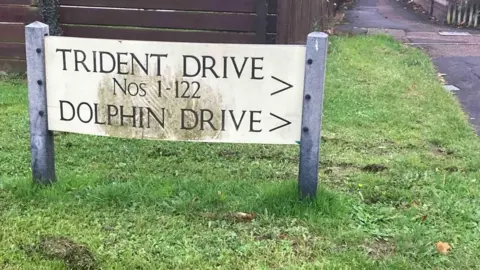 TRIDENT DRIVE >
Nos 1-122
DOLPHIN DRIVE >